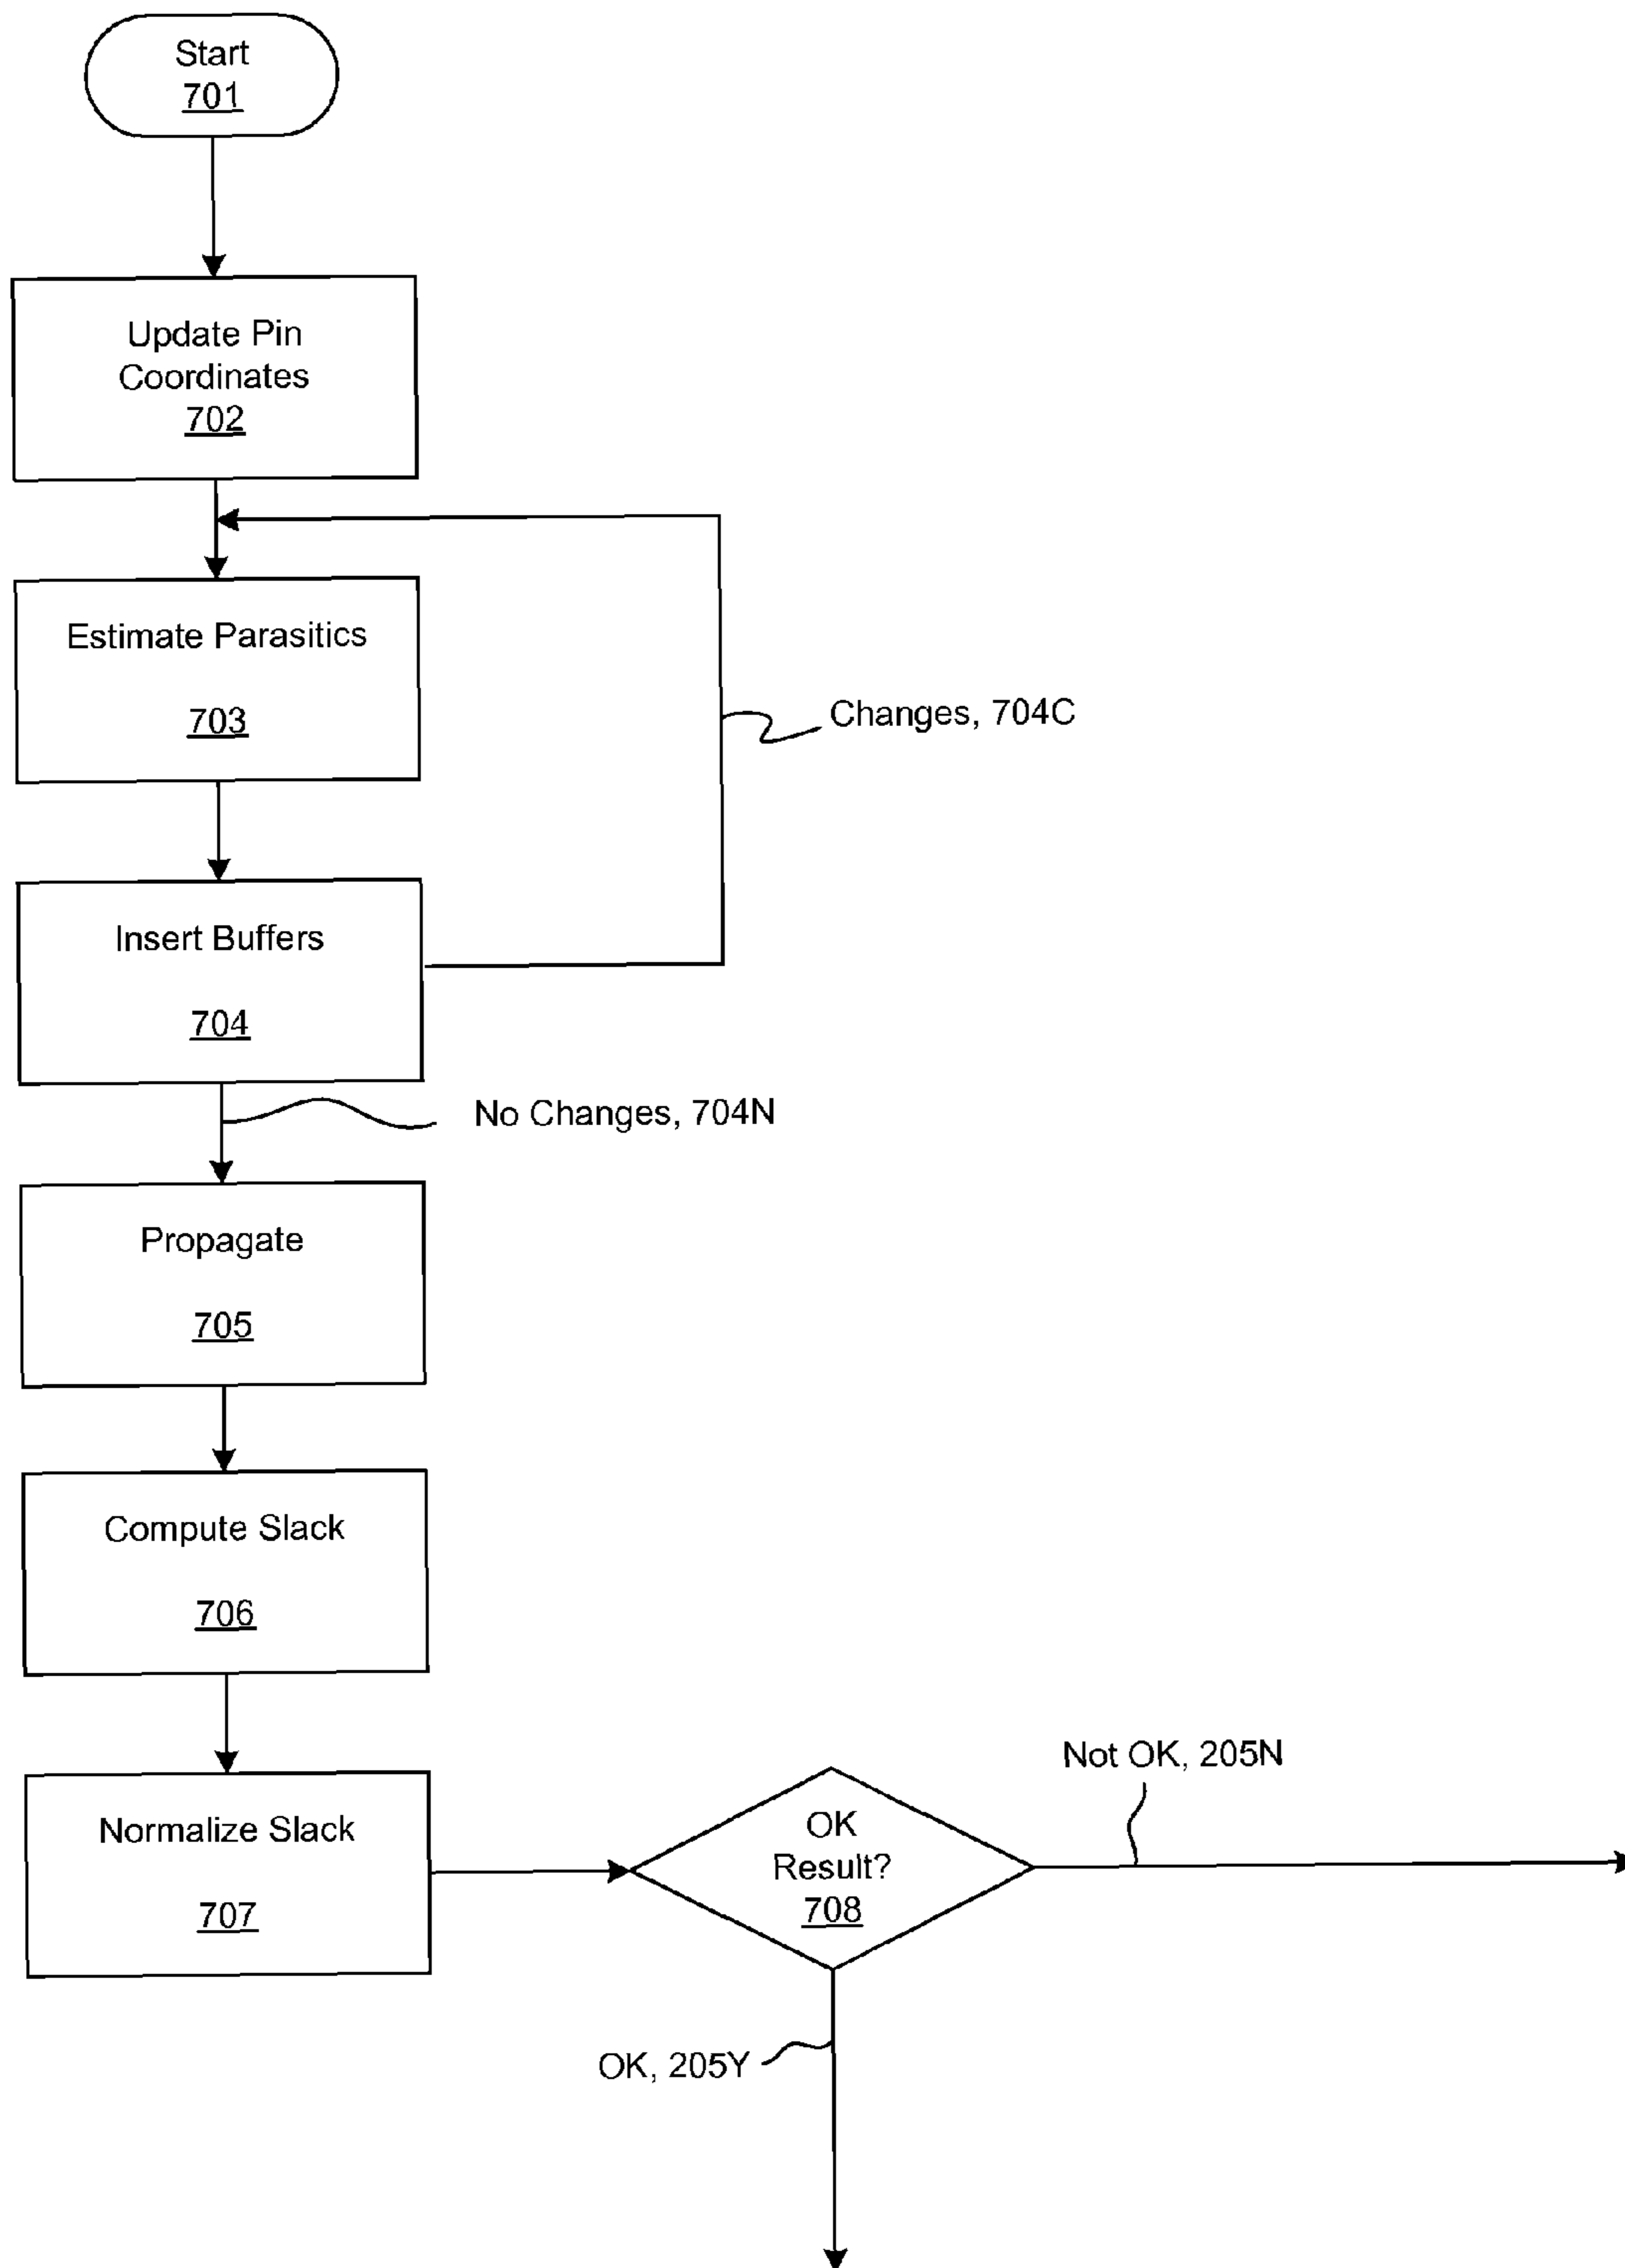 Start
701
Update Pin
Coordinates
702
Estimate Parasitics
703
Changes, 704C
Insert Buffers
704
No Changes, 704N
Propagate
705
Compute Slack
706
Normalize Slack
707
OK
Result?
708
Not OK, 205N
OK, 205Y